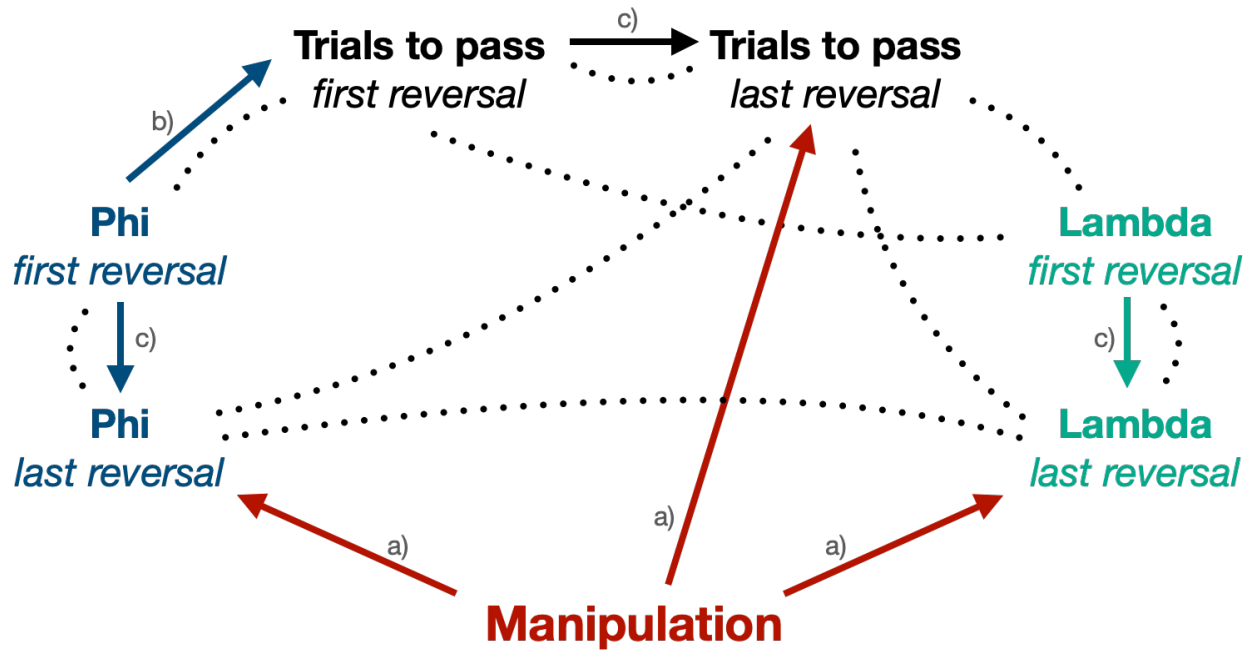 c)
Trials to pass
first reversal
Trials to pass
last reversal
b)
Phi
first reversal
Lambda
first reversal
c)
c)
Phi
last reversal
Lambda
last reversal
a)
a)
a)
Manipulation